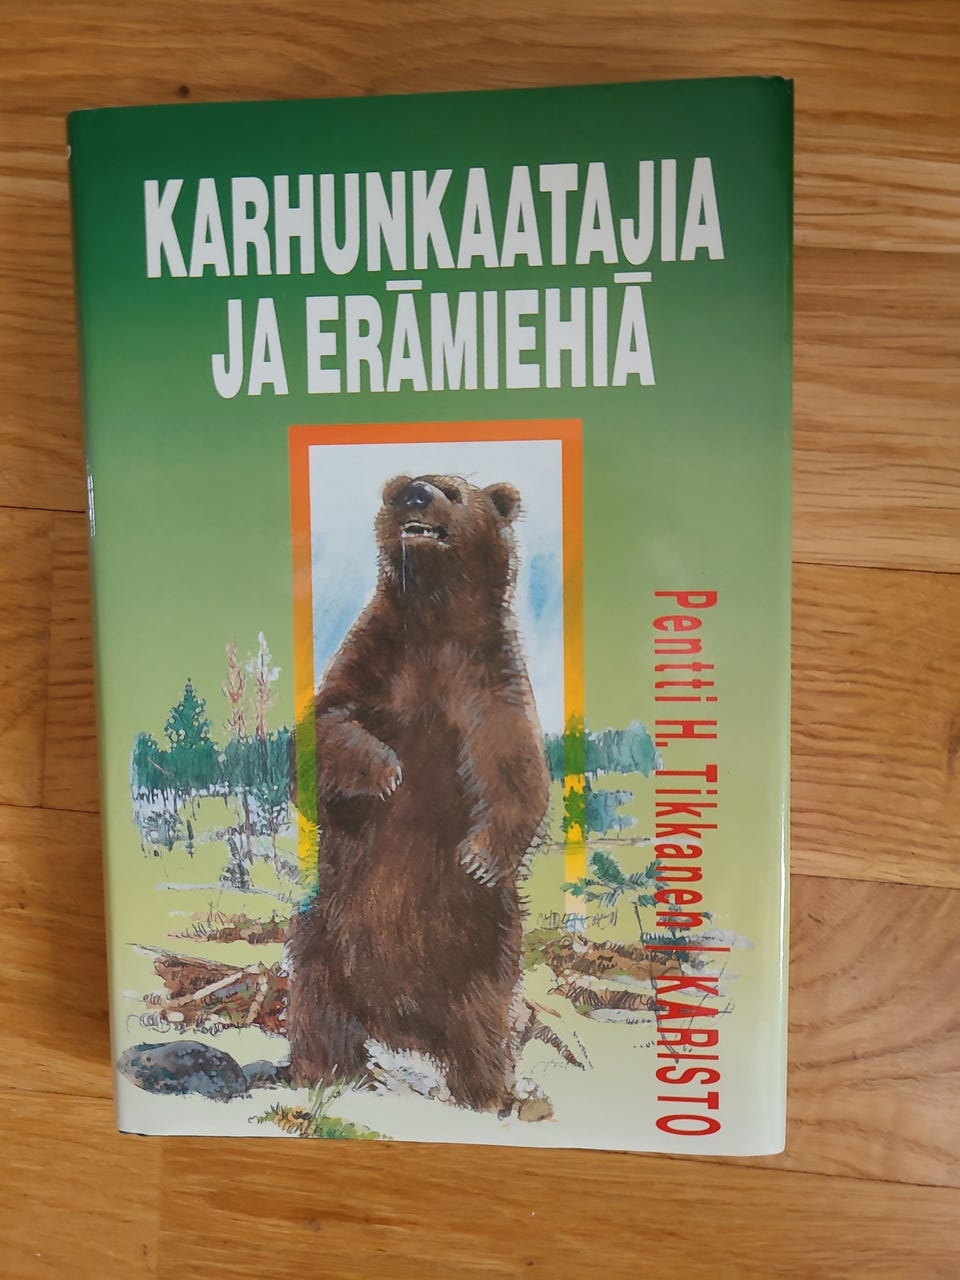 KARHUNKAATAJIA
JA ERÄMIEHIÄ
Pentti H. Tikkanen | KARISTO